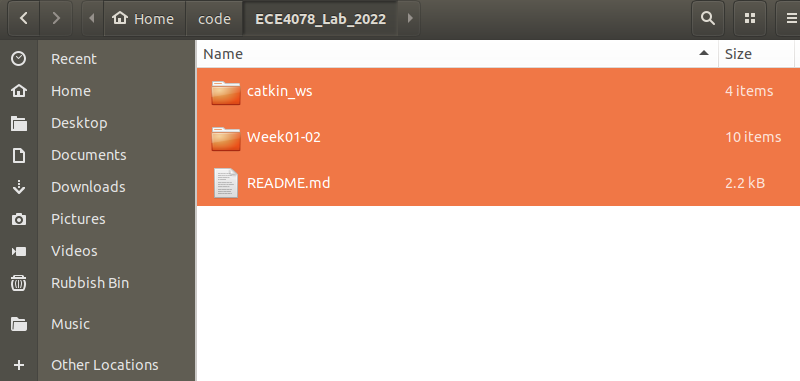 Home code ECE4078_Lab_2022
Name Size
Recent
Home
Desktop
Documents
Downloads
Pictures
Videos
Rubbish Bin
Music
Other Locations
catkin_ws 4 items
Week01-02 10 items
README.md 2.2 kB